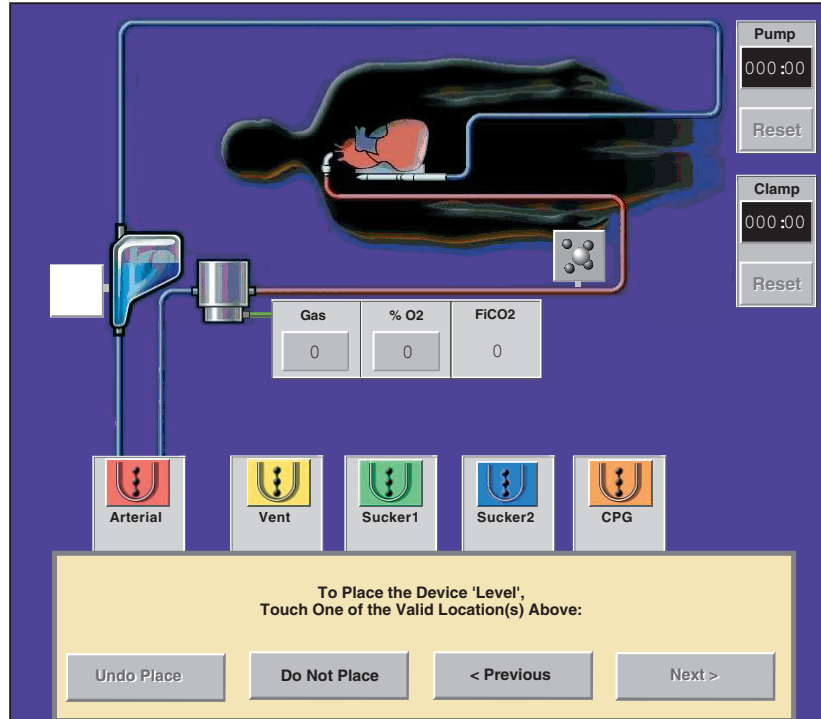 Pump
000:00
Reset
Clamp
000:00
Reset
Gas
% O2
FiCO2
0
0
0
Arterial
Vent
Sucker1
Sucker2
CPG
To Place the Device 'Level',
Touch One of the Valid Location(s) Above:
Undo Place
Do Not Place
< Previous
Next >